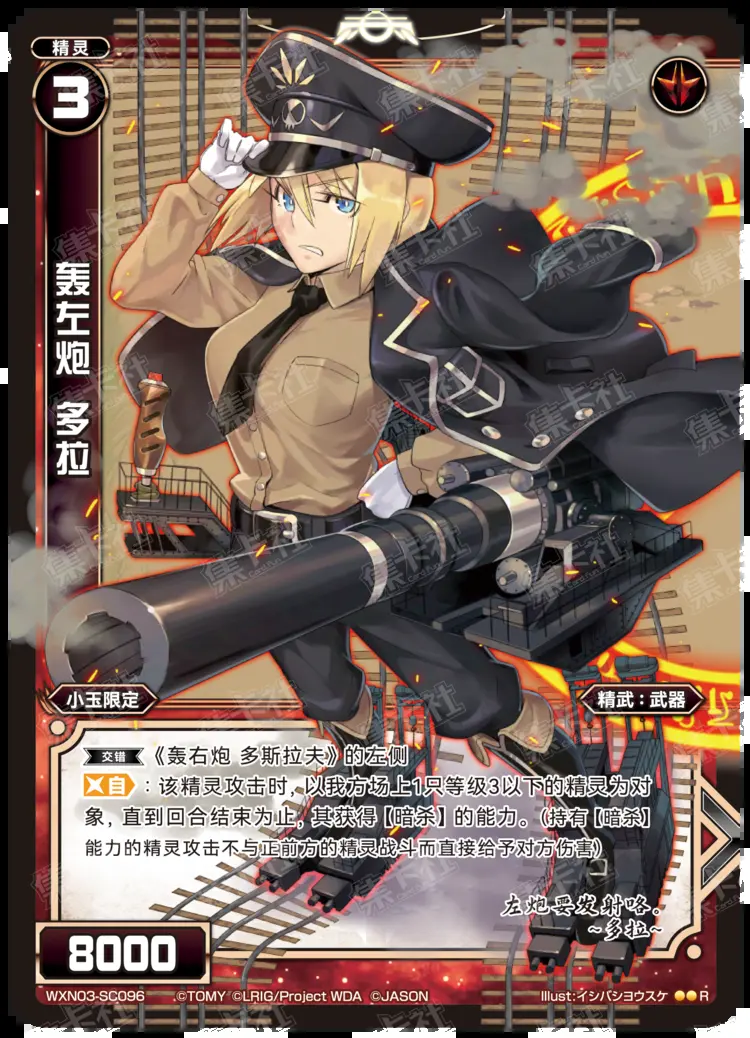 精灵
3
轰左炮 多拉
小玉限定
精武：武器
交错 《轰右炮 多斯拉夫》的左侧
自：该精灵攻击时，以我方场上1只等级3以下的精灵为对
象，直到回合结束为止，其获得【暗杀】的能力。（持有【暗杀】
能力的精灵攻击不与正前方的精灵战斗而直接给予对方伤害）
左炮要发射咯。
~多拉~
8000
WXN03-SC096 .©TOMY ©LRIG/Project WDA ©JASON Illust:イシバシヨウスケ ●●R
集卡社